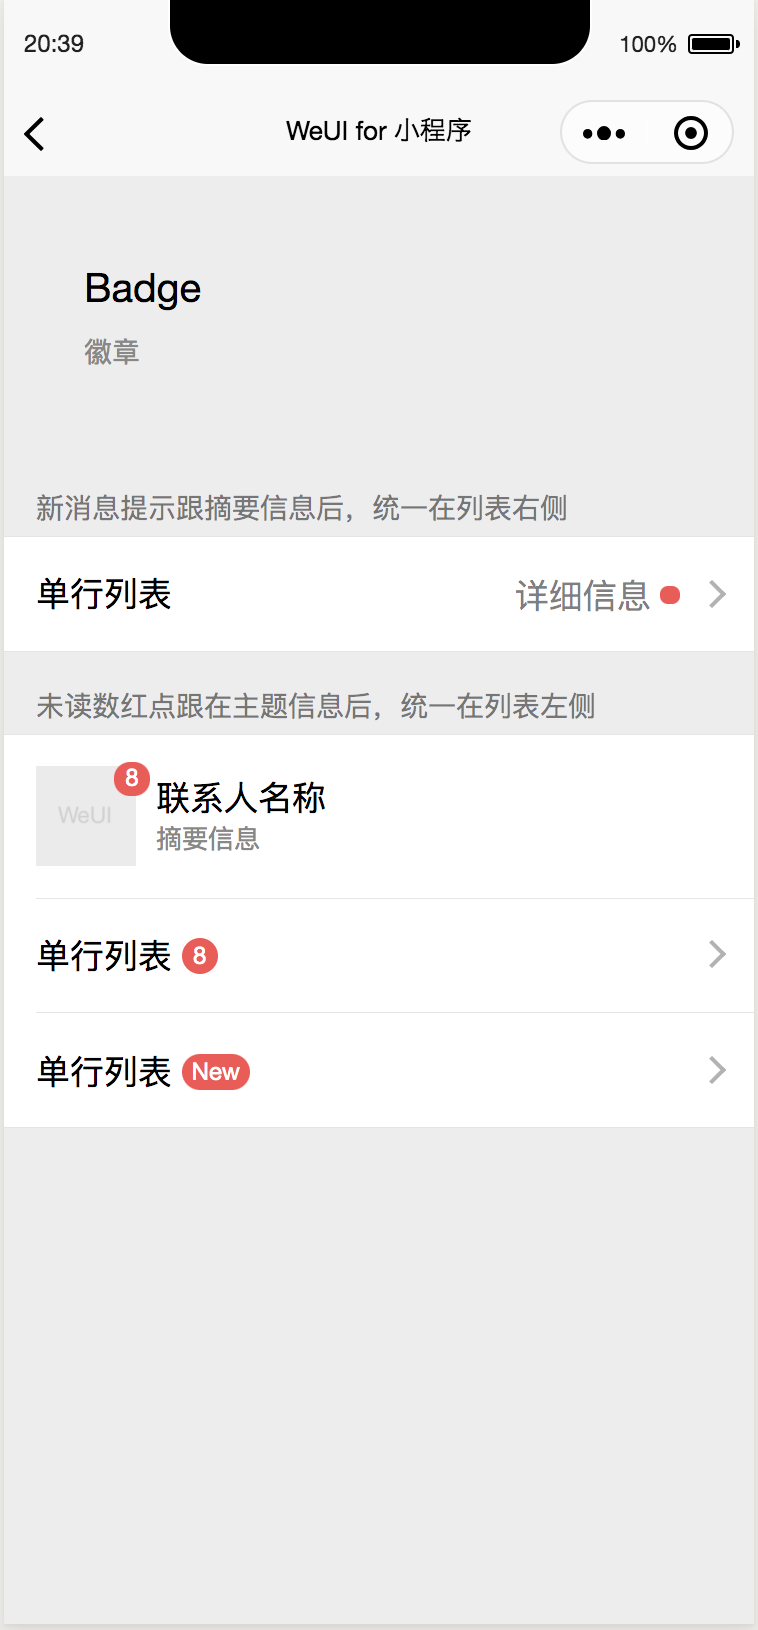 20:39
100%
WeUI for 小程序
Badge
徽章
新消息提示跟摘要信息后，统一在列表右侧
单行列表 详细信息
未读数红点跟在主题信息后，统一在列表左侧
WeUI 8
联系人名称
摘要信息
单行列表 8
单行列表 New